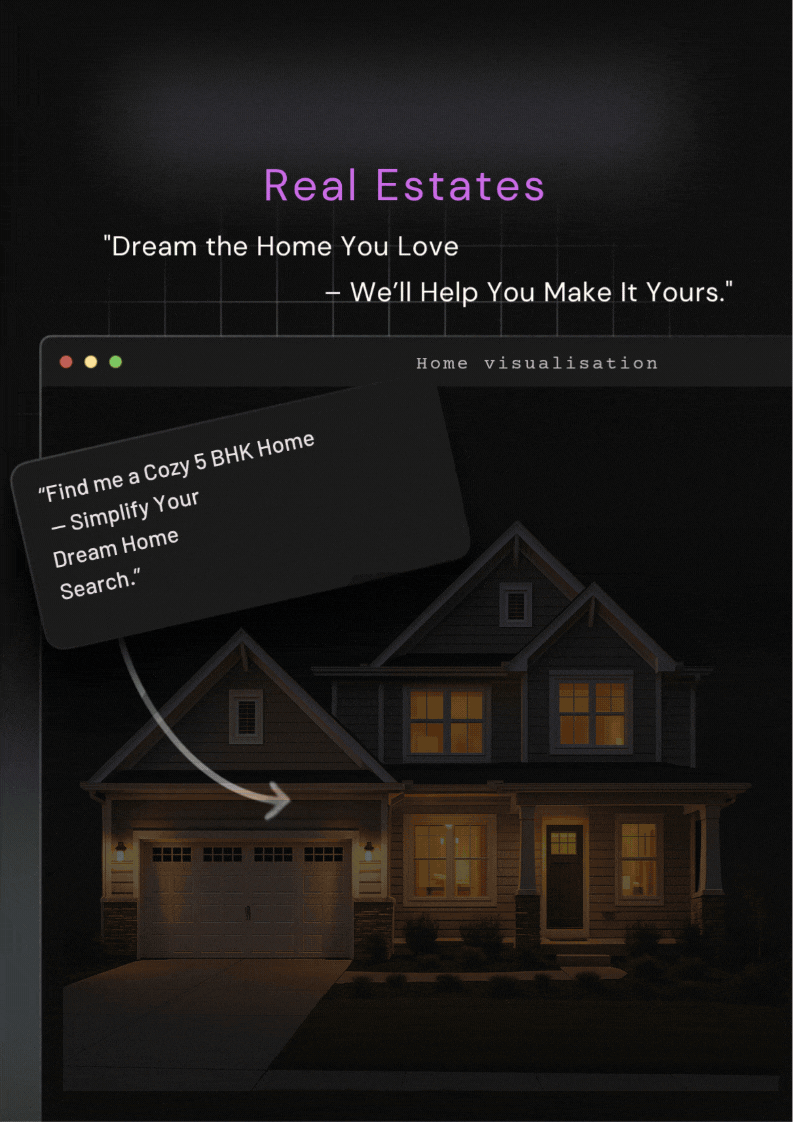 Real Estates
"Dream the Home You Love
– We’ll Help You Make It Yours."
Home visualisation
“Find me a Cozy 5 BHK Home
– Simplify Your
Dream Home
Search.”